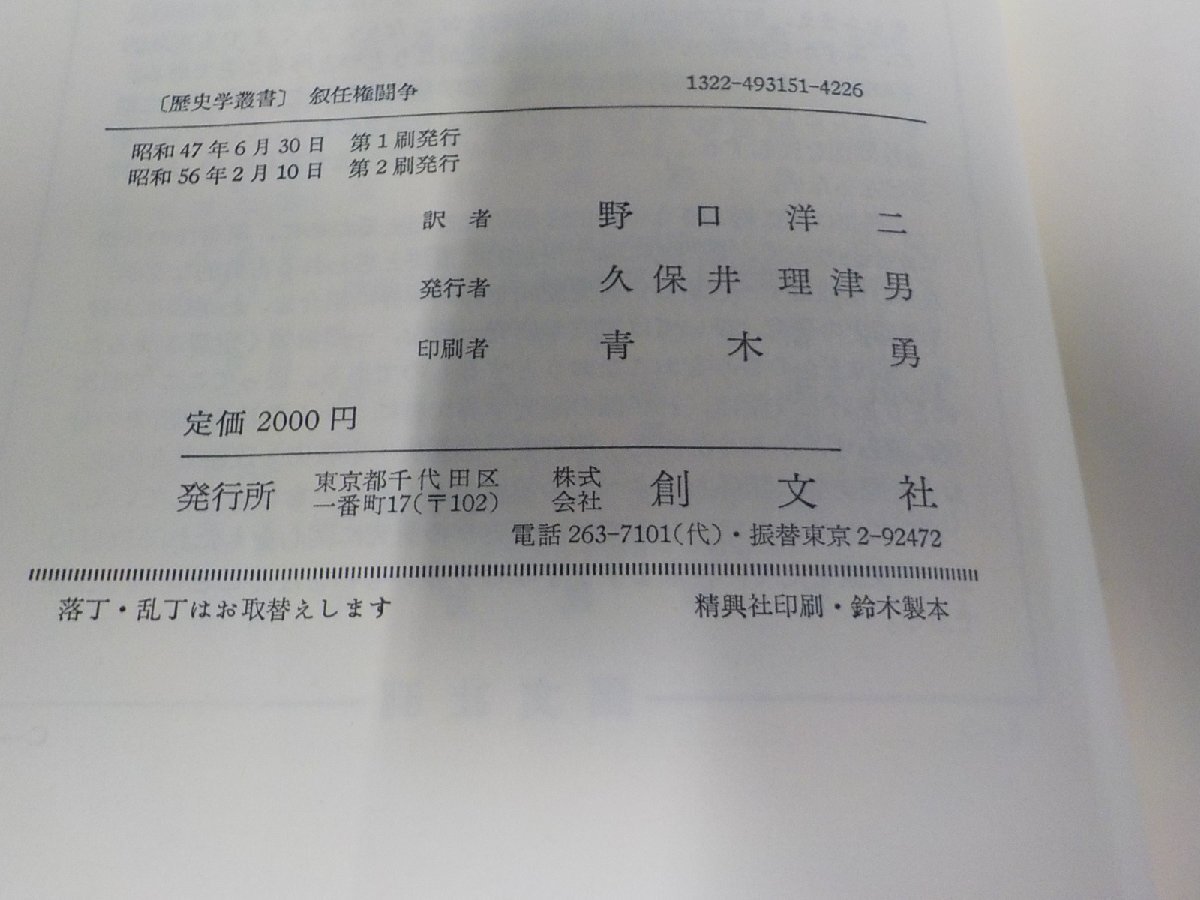 〔歴史学叢書〕 叙任権闘争 1322-493151-4226
昭和47年6月30日 第1刷発行
昭和56年2月10日 第2刷発行
訳者 野口洋二
発行者 久保井理津男
印刷者 青木勇
定価 2000円
発行所 東京都千代田区一番町17(〒102) 株式会社 創文社
電話 263-7101(代)・振替東京 2-92472
落丁・乱丁はお取替えします 精興社印刷・鈴木製本